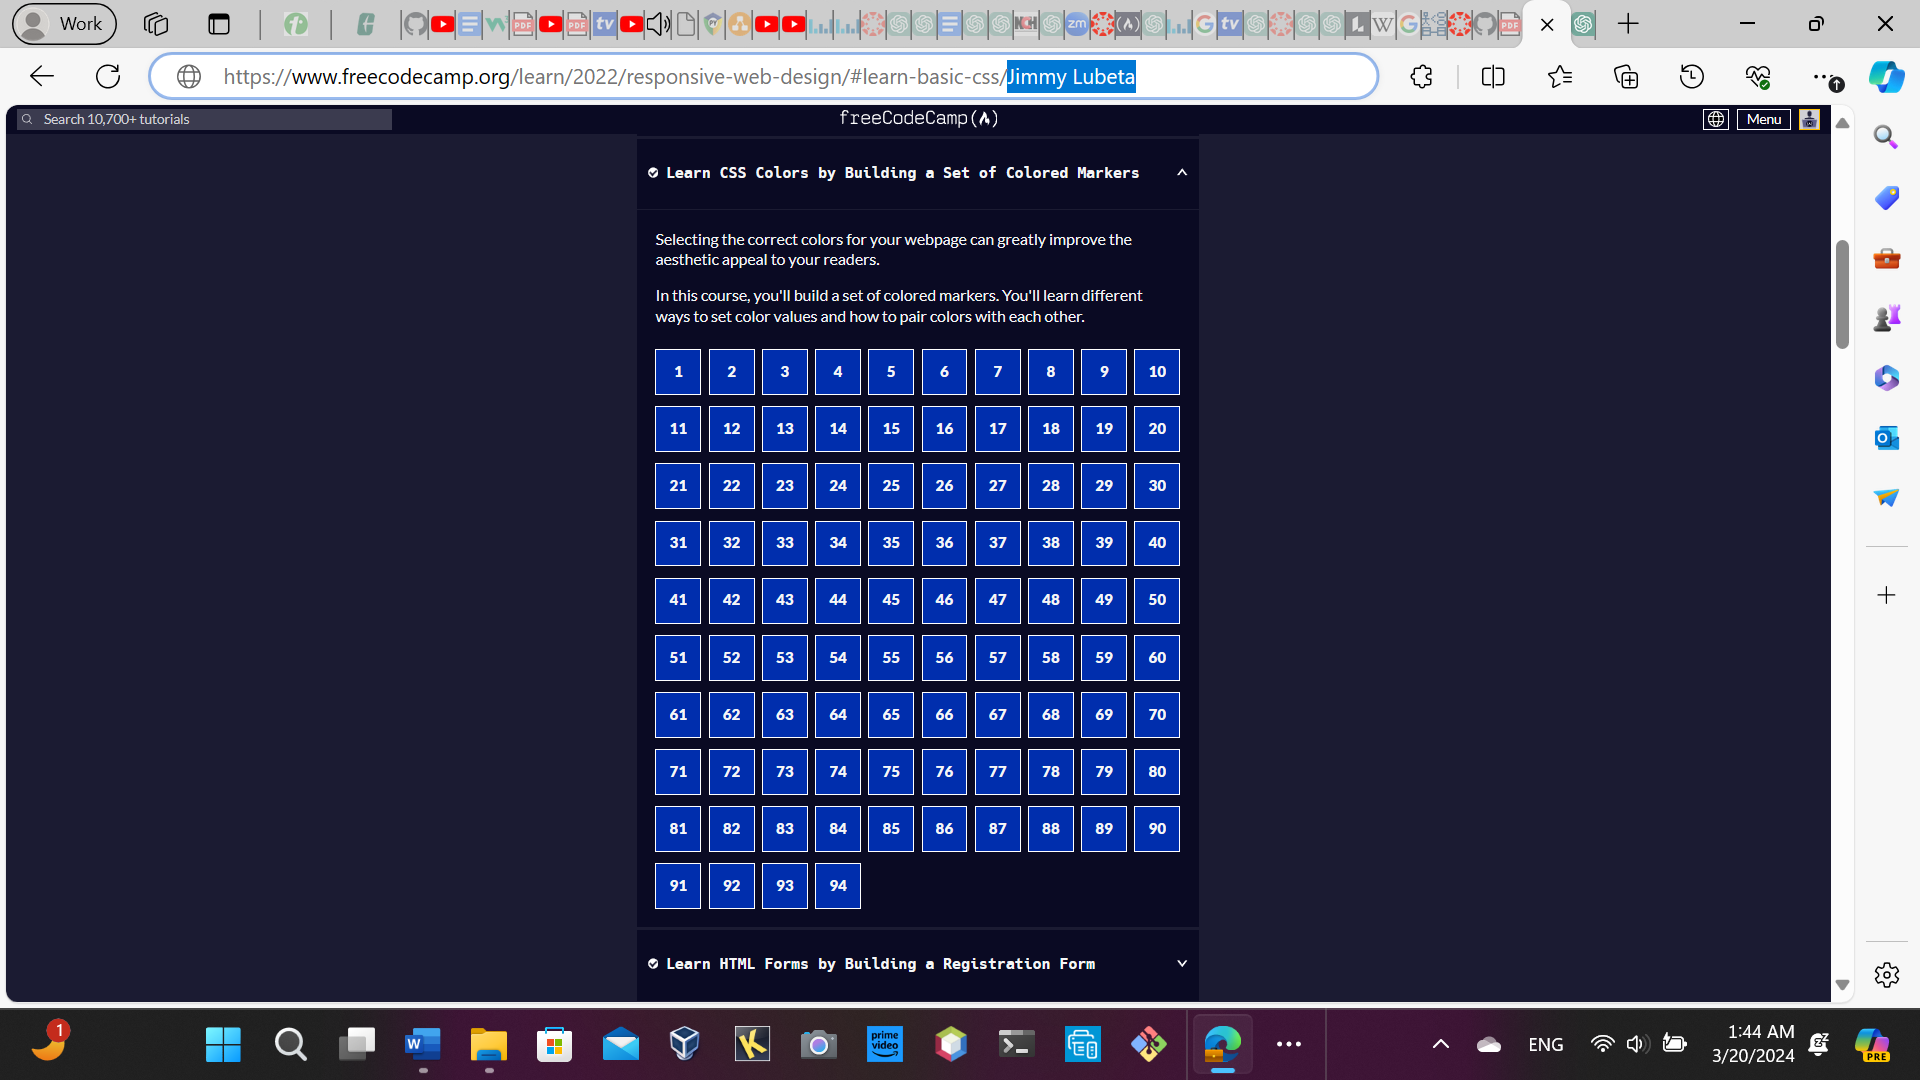 Work
https://www.freecodecamp.org/learn/2022/responsive-web-design/#learn-basic-css/Jimmy Lubeta
Search 10,700+ tutorials
freeCodeCamp
Menu
Learn CSS Colors by Building a Set of Colored Markers
Selecting the correct colors for your webpage can greatly improve the
aesthetic appeal to your readers.
In this course, you'll build a set of colored markers. You'll learn different
ways to set color values and how to pair colors with each other.
1 2 3 4 5 6 7 8 9 10
11 12 13 14 15 16 17 18 19 20
21 22 23 24 25 26 27 28 29 30
31 32 33 34 35 36 37 38 39 40
41 42 43 44 45 46 47 48 49 50
51 52 53 54 55 56 57 58 59 60
61 62 63 64 65 66 67 68 69 70
71 72 73 74 75 76 77 78 79 80
81 82 83 84 85 86 87 88 89 90
91 92 93 94
Learn HTML Forms by Building a Registration Form
1
prime video
ENG
1:44 AM
3/20/2024
PRE